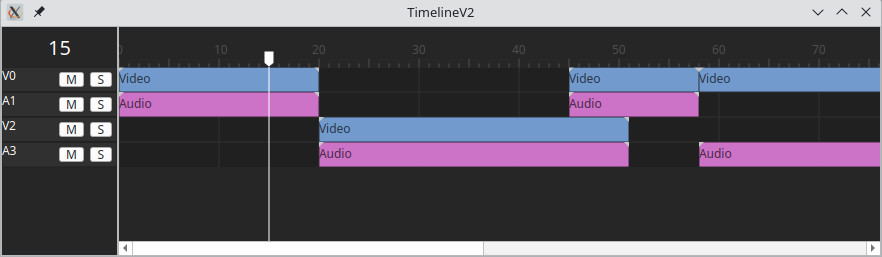 TimelineV2
15
0 10 20 30 40 50 60 70
V0 M S Video Video Video
A1 M S Audio Audio
V2 M S Video
A3 M S Audio Audio